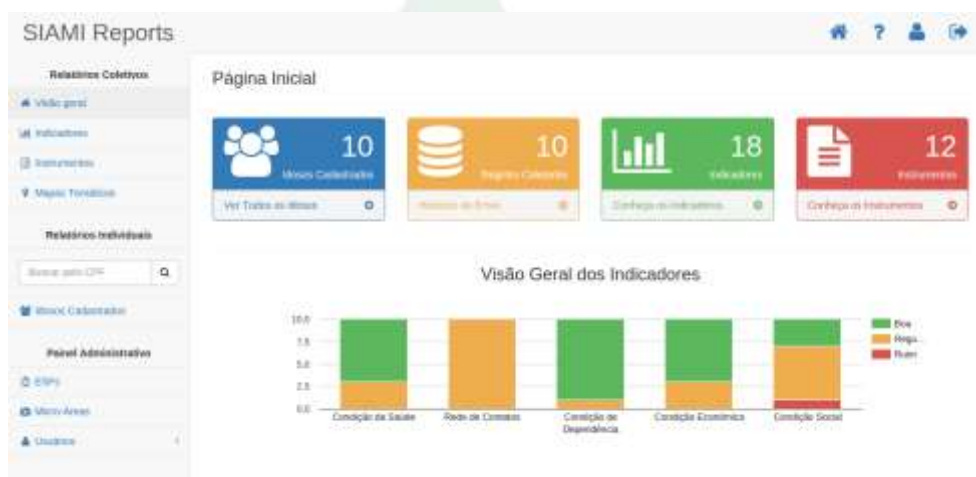 SIAMI Reports
Relatórios Coletivos
Visão geral
Indicadores
Instrumentos
Mapas Temáticos
Relatórios Individuais
Buscar pelo CPF
Idosos Cadastrados
Painel Administrativo
ESFs
Micro-Áreas
Usuários
Página Inicial
10
Idosos Cadastrados
Ver Todos os Idosos
10
Registro Coletados
18
Indicadores
Conheça os Indicadores
12
Instrumentos
Conheça os Instrumentos
Visão Geral dos Indicadores
10.0
7.5
5.0
2.5
0.0
Condição de Saúde
Rede de Contatos
Condição de
Dependência
Condição Econômica
Condição Social
Boa
Regu...
Ruim